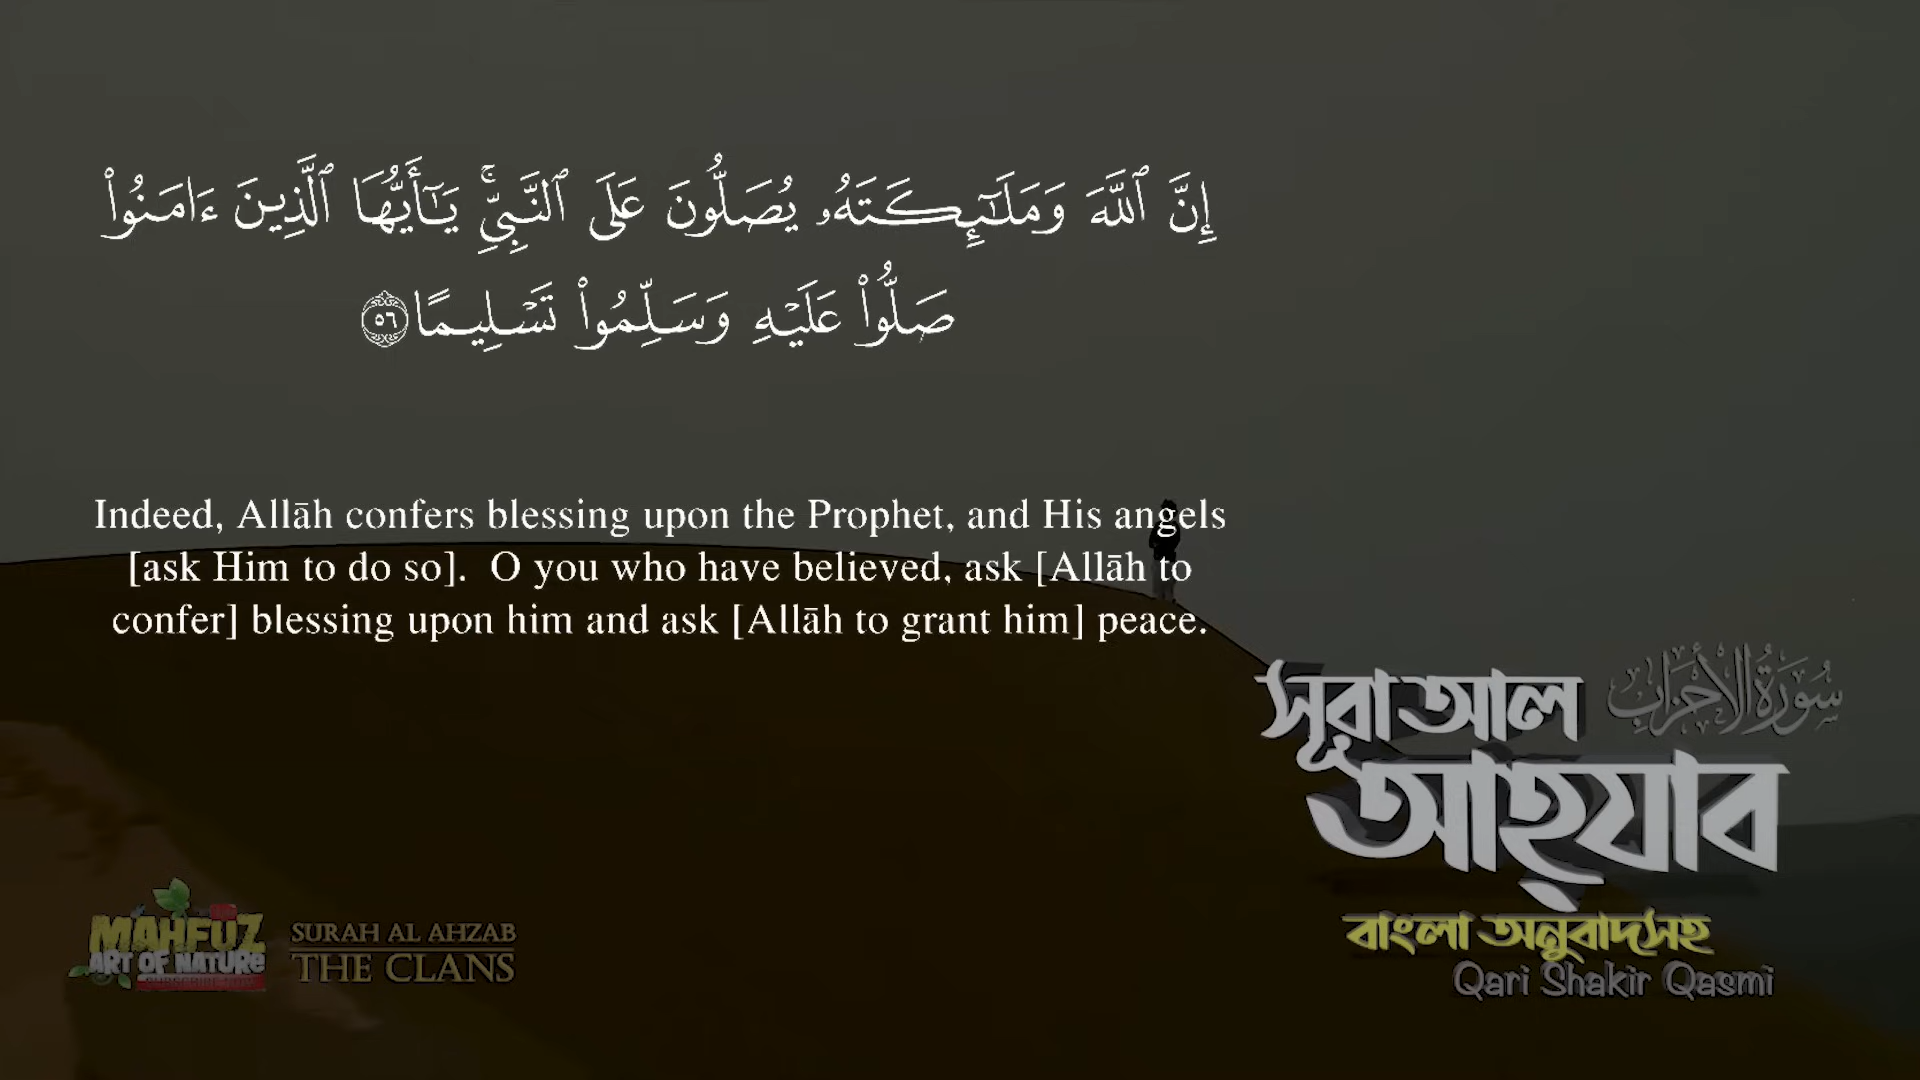 إِنَّ ٱللَّهَ وَمَلَـٰٓئِكَتَهُۥ يُصَلُّونَ عَلَى ٱلنَّبِىِّ ۚ يَـٰٓأَيُّهَا ٱلَّذِينَ ءَامَنُوا۟
صَلُّوا۟ عَلَيْهِ وَسَلِّمُوا۟ تَسْلِيمًا ٥٦
Indeed, Allāh confers blessing upon the Prophet, and His angels
[ask Him to do so].  O you who have believed, ask [Allāh to
confer] blessing upon him and ask [Allāh to grant him] peace.
সূরা আল
سُورَةُ الْأَحْزَابِ
আহ্‌যাব
বাংলা অনুবাদসহ
Qari Shakir Qasmi
MAHFUZ
ART OF NATURE
SURAH AL AHZAB
THE CLANS